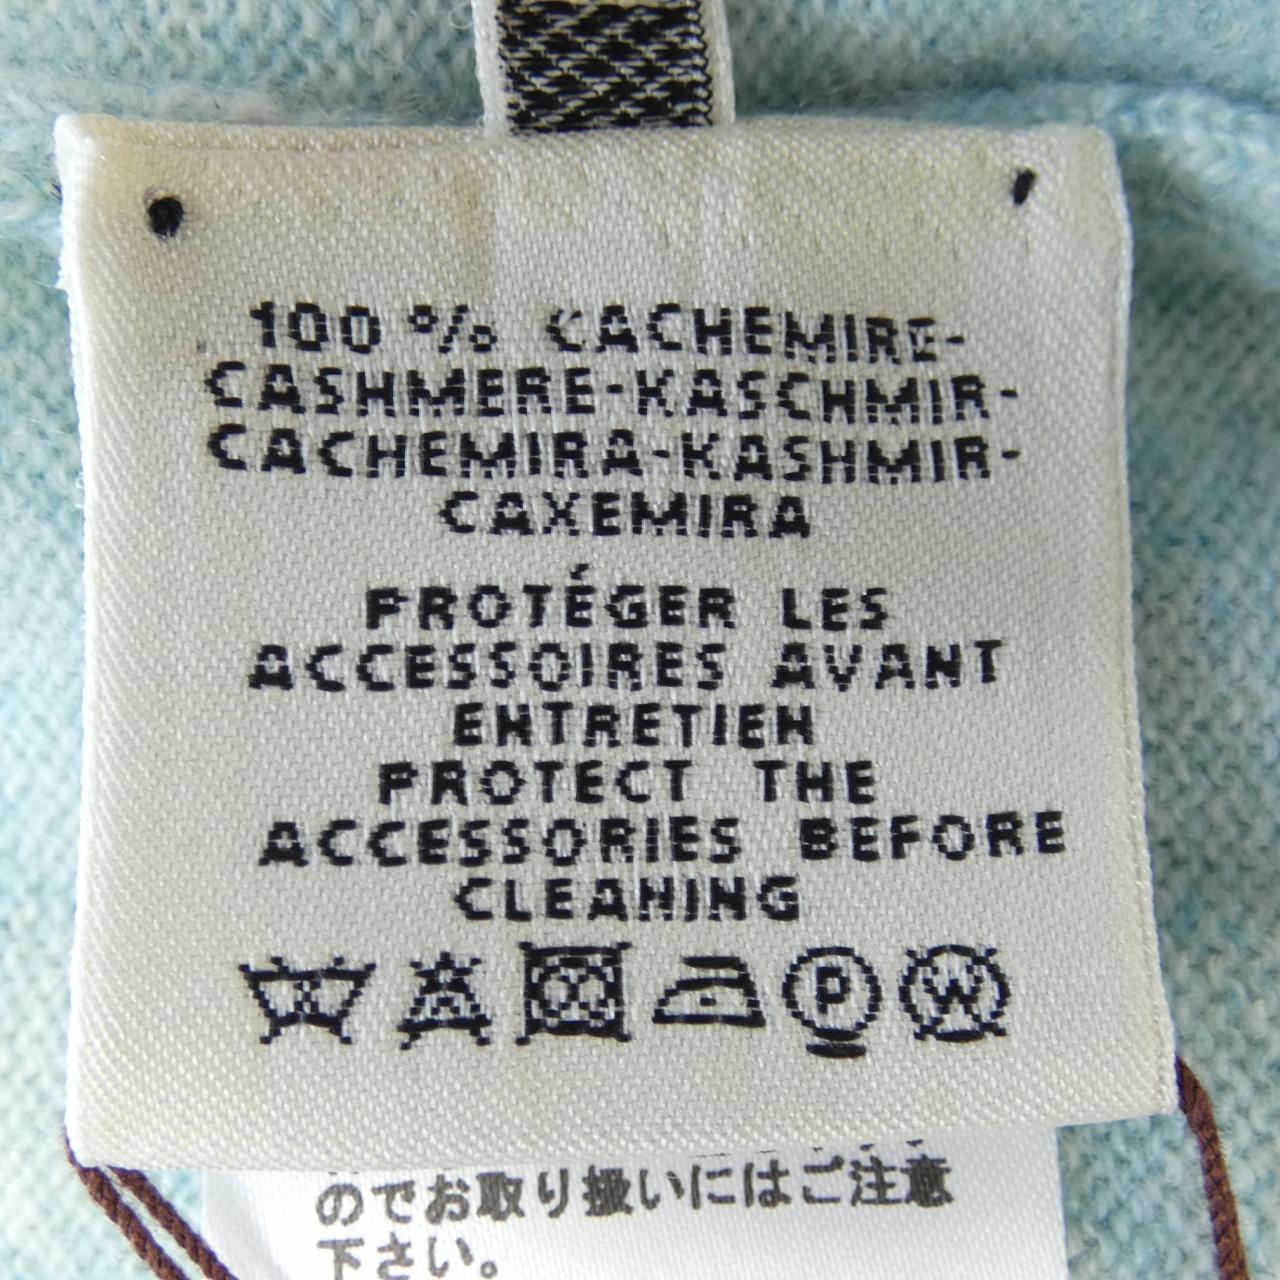 100 % CACHEMIRE-
CASHMERE-KASCHMIR-
CACHEMIRA-KASHMIR-
CAXEMIRA
PROTÉGER LES
ACCESSOIRES AVANT
ENTRETIEN
PROTECT THE
ACCESSORIES BEFORE
CLEANING
P W
のでお取り扱いにはご注意
下さい。